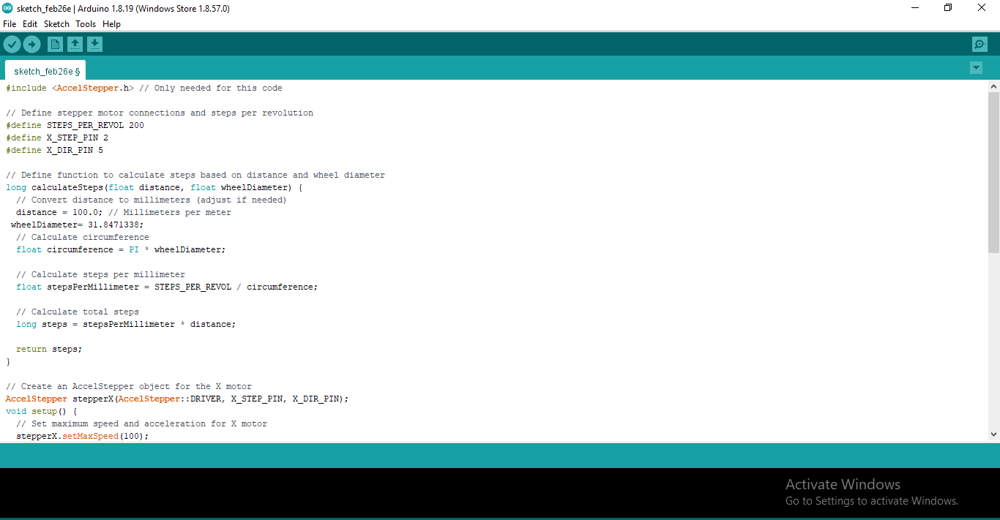 sketch_feb26e | Arduino 1.8.19 (Windows Store 1.8.57.0)
File Edit Sketch Tools Help
sketch_feb26e §
#include <AccelStepper.h> // Only needed for this code

// Define stepper motor connections and steps per revolution
#define STEPS_PER_REVOL 200
#define X_STEP_PIN 2
#define X_DIR_PIN 5

// Define function to calculate steps based on distance and wheel diameter
long calculateSteps(float distance, float wheelDiameter) {
  // Convert distance to millimeters (adjust if needed)
  distance = 100.0; // Millimeters per meter
 wheelDiameter= 31.8471338;
  // Calculate circumference
  float circumference = PI * wheelDiameter;

  // Calculate steps per millimeter
  float stepsPerMillimeter = STEPS_PER_REVOL / circumference;

  // Calculate total steps
  long steps = stepsPerMillimeter * distance;

  return steps;
}

// Create an AccelStepper object for the X motor
AccelStepper stepperX(AccelStepper::DRIVER, X_STEP_PIN, X_DIR_PIN);
void setup() {
  // Set maximum speed and acceleration for X motor
  stepperX.setMaxSpeed(100);
Activate Windows
Go to Settings to activate Windows.